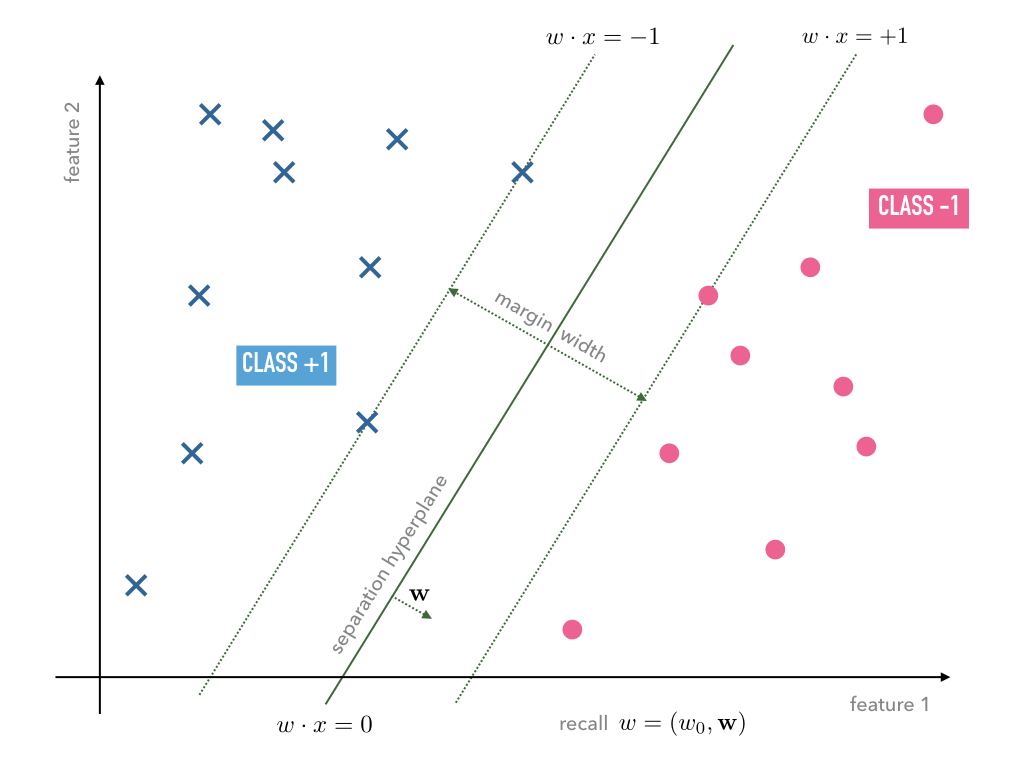 w · x = −1
w · x = +1
feature 2
CLASS -1
margin width
CLASS +1
separation hyperplane
w
feature 1
w · x = 0
recall w = (w₀, w)